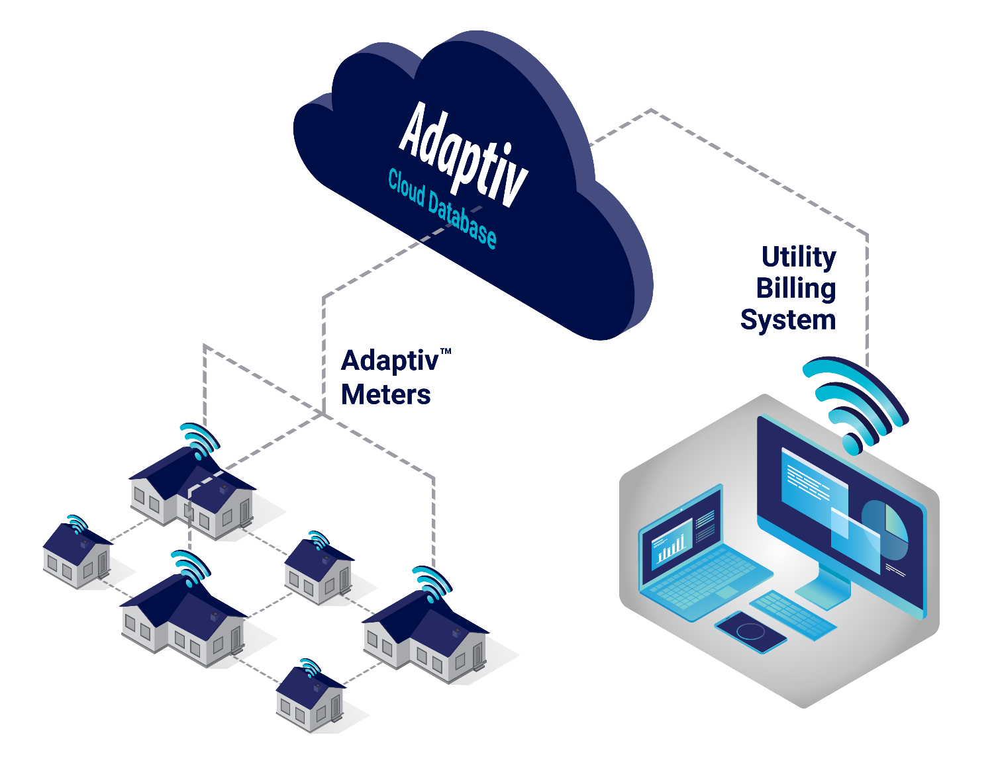 Adaptiv
Cloud Database
Utility
Billing
System
Adaptiv™
Meters